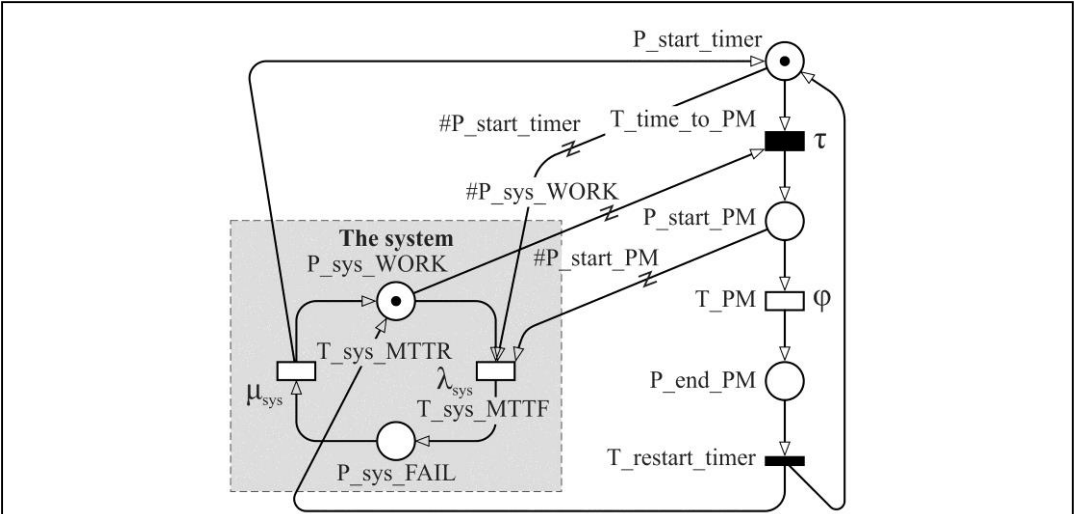 P_start_timer
#P_start_timer
T_time_to_PM
τ
#P_sys_WORK
P_start_PM
The system
P_sys_WORK
#P_start_PM
T_PM
φ
T_sys_MTTR
μsys
λsys
T_sys_MTTF
P_end_PM
P_sys_FAIL
T_restart_timer